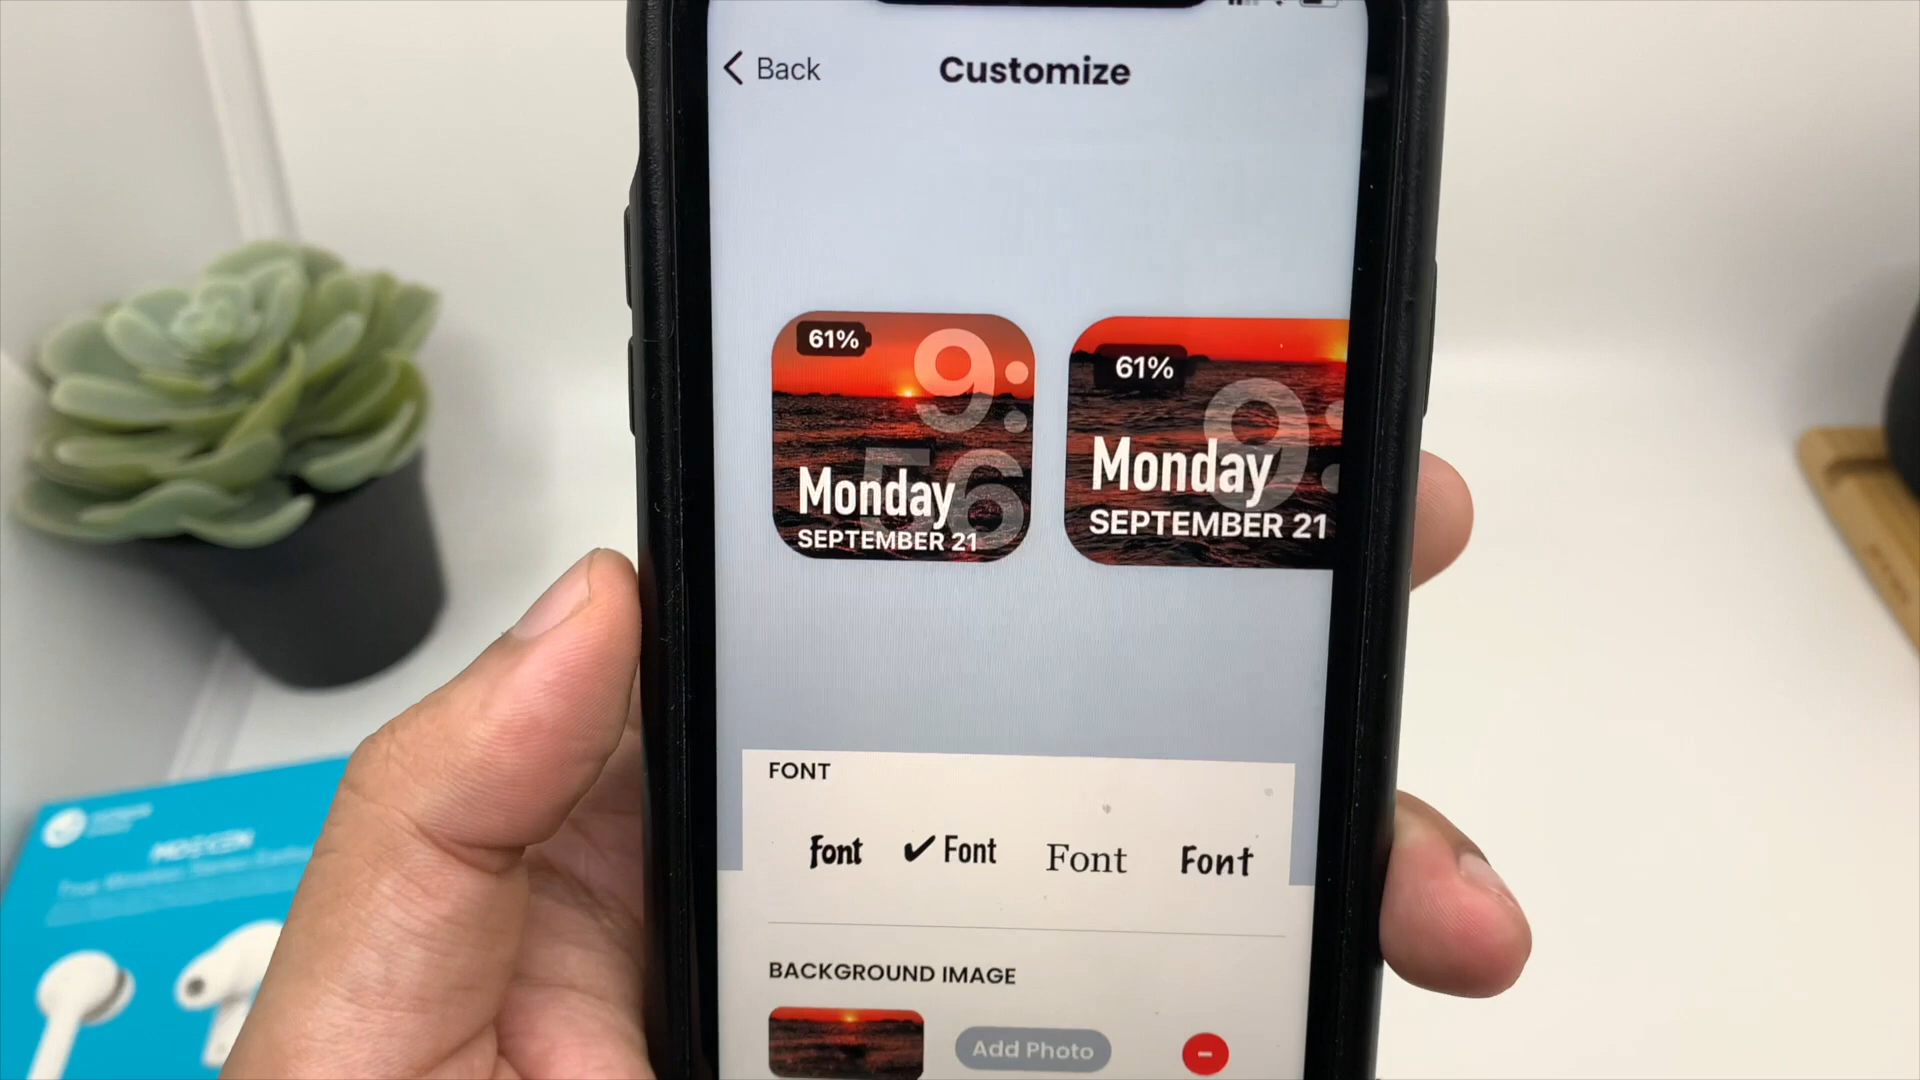 Back
Customize
61%
9:
56
Monday
SEPTEMBER 21
61%
9:
Monday
SEPTEMBER 21
FONT
font
✔ Font
Font
Font
BACKGROUND IMAGE
Add Photo